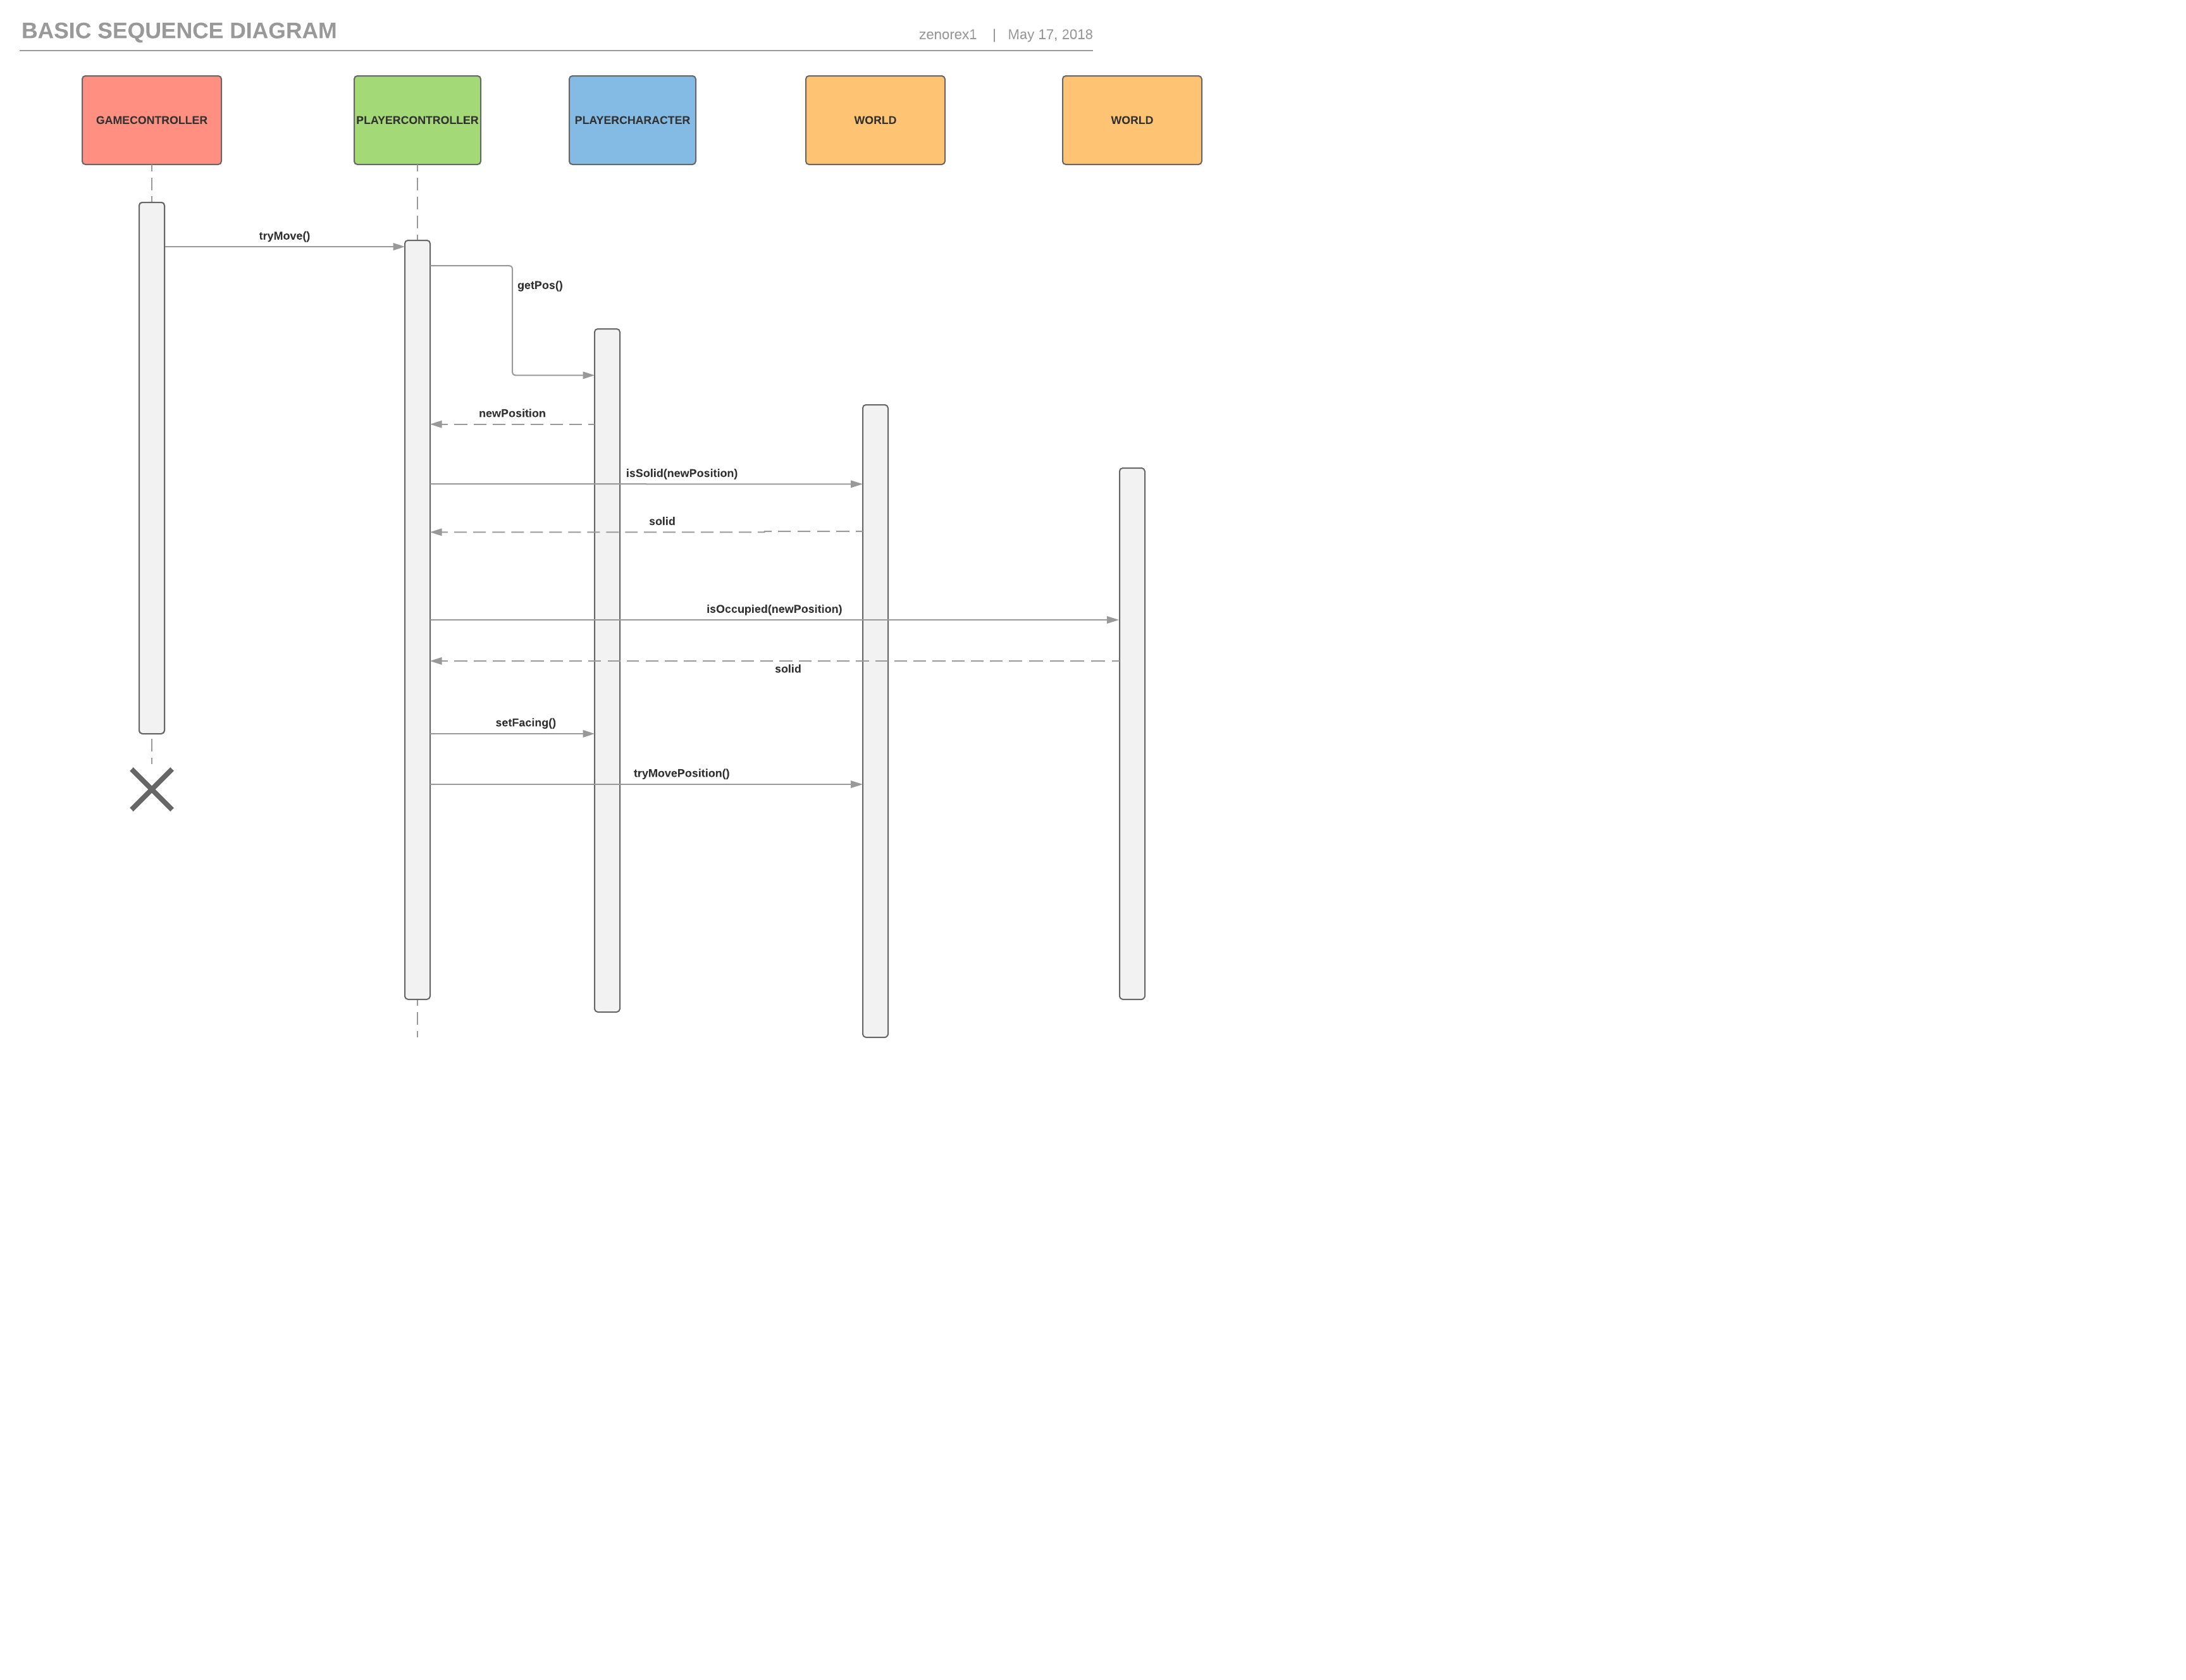 BASIC SEQUENCE DIAGRAM
zenorex1 | May 17, 2018
GAMECONTROLLER
PLAYERCONTROLLER
PLAYERCHARACTER
WORLD
WORLD
tryMove()
getPos()
newPosition
isSolid(newPosition)
solid
isOccupied(newPosition)
solid
setFacing()
tryMovePosition()